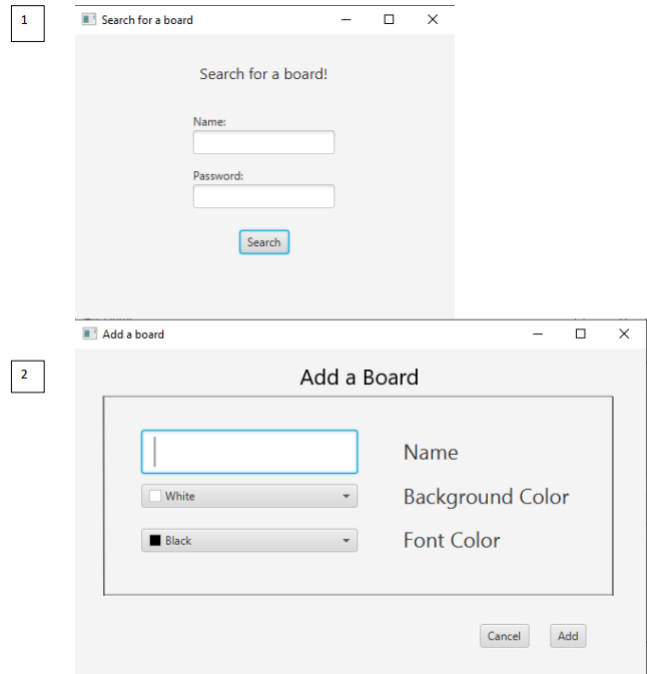 1
Search for a board
Search for a board!
Name:
Password:
Search
Add a board
2
Add a Board
Name
White
Background Color
Black
Font Color
Cancel Add